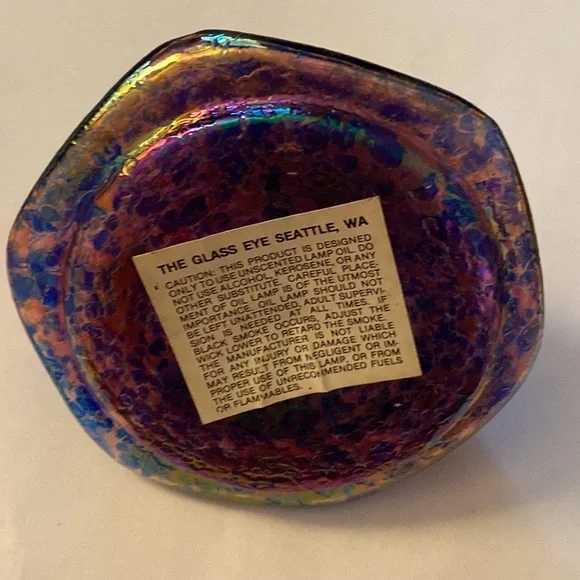 THE GLASS EYE SEATTLE, WA
CAUTION: THIS PRODUCT IS DESIGNED
ONLY TO USE UNSCENTED LAMP OIL. DO
NOT USE ALCOHOL, KEROSENE, OR ANY
OTHER SUBSTITUTE. CAREFUL PLACE-
MENT OF OIL LAMP IS OF THE UTMOST
IMPORTANCE. OIL LAMP SHOULD NOT
BE LEFT UNATTENDED, ADULT SUPERVI-
SION IS NEEDED AT ALL TIMES. IF
BLACK SMOKE OCCURS, ADJUST THE
WICK LOWER TO RETARD THE SMOKE.
THE MANUFACTURER IS NOT LIABLE
FOR ANY INJURY OR DAMAGE WHICH
MAY RESULT FROM NEGLIGENT OR IM-
PROPER USE OF THIS LAMP, OR FROM
THE USE OF UNRECOMMENDED FUELS
OR FLAMMABLES.